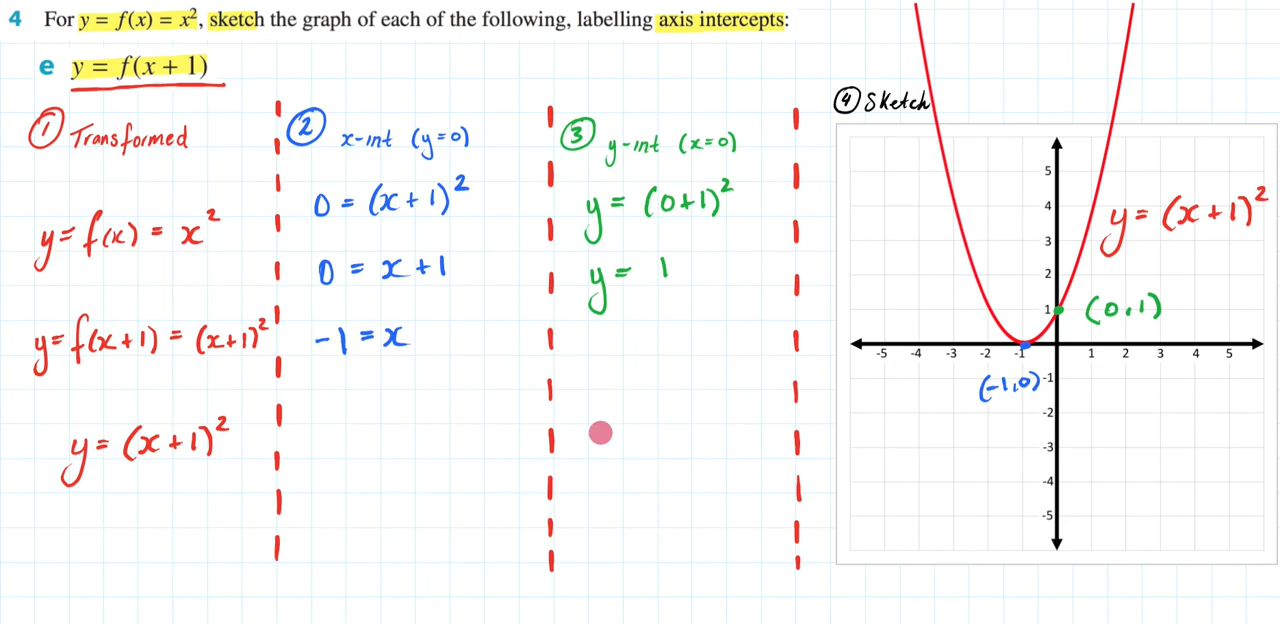 4 For y = f(x) = x², sketch the graph of each of the following, labelling axis intercepts:
e y = f(x + 1)
① Transformed
y = f(x) = x²
y = f(x+1) = (x+1)²
y = (x+1)²
② x-int (y=0)
0 = (x+1)²
0 = x+1
-1 = x
③ y-int (x=0)
y = (0+1)²
y = 1
④ Sketch
y = (x+1)²
(0,1)
(-1,0)
5
4
3
2
1
-5 -4 -3 -2 -1 1 2 3 4 5
-1
-2
-3
-4
-5